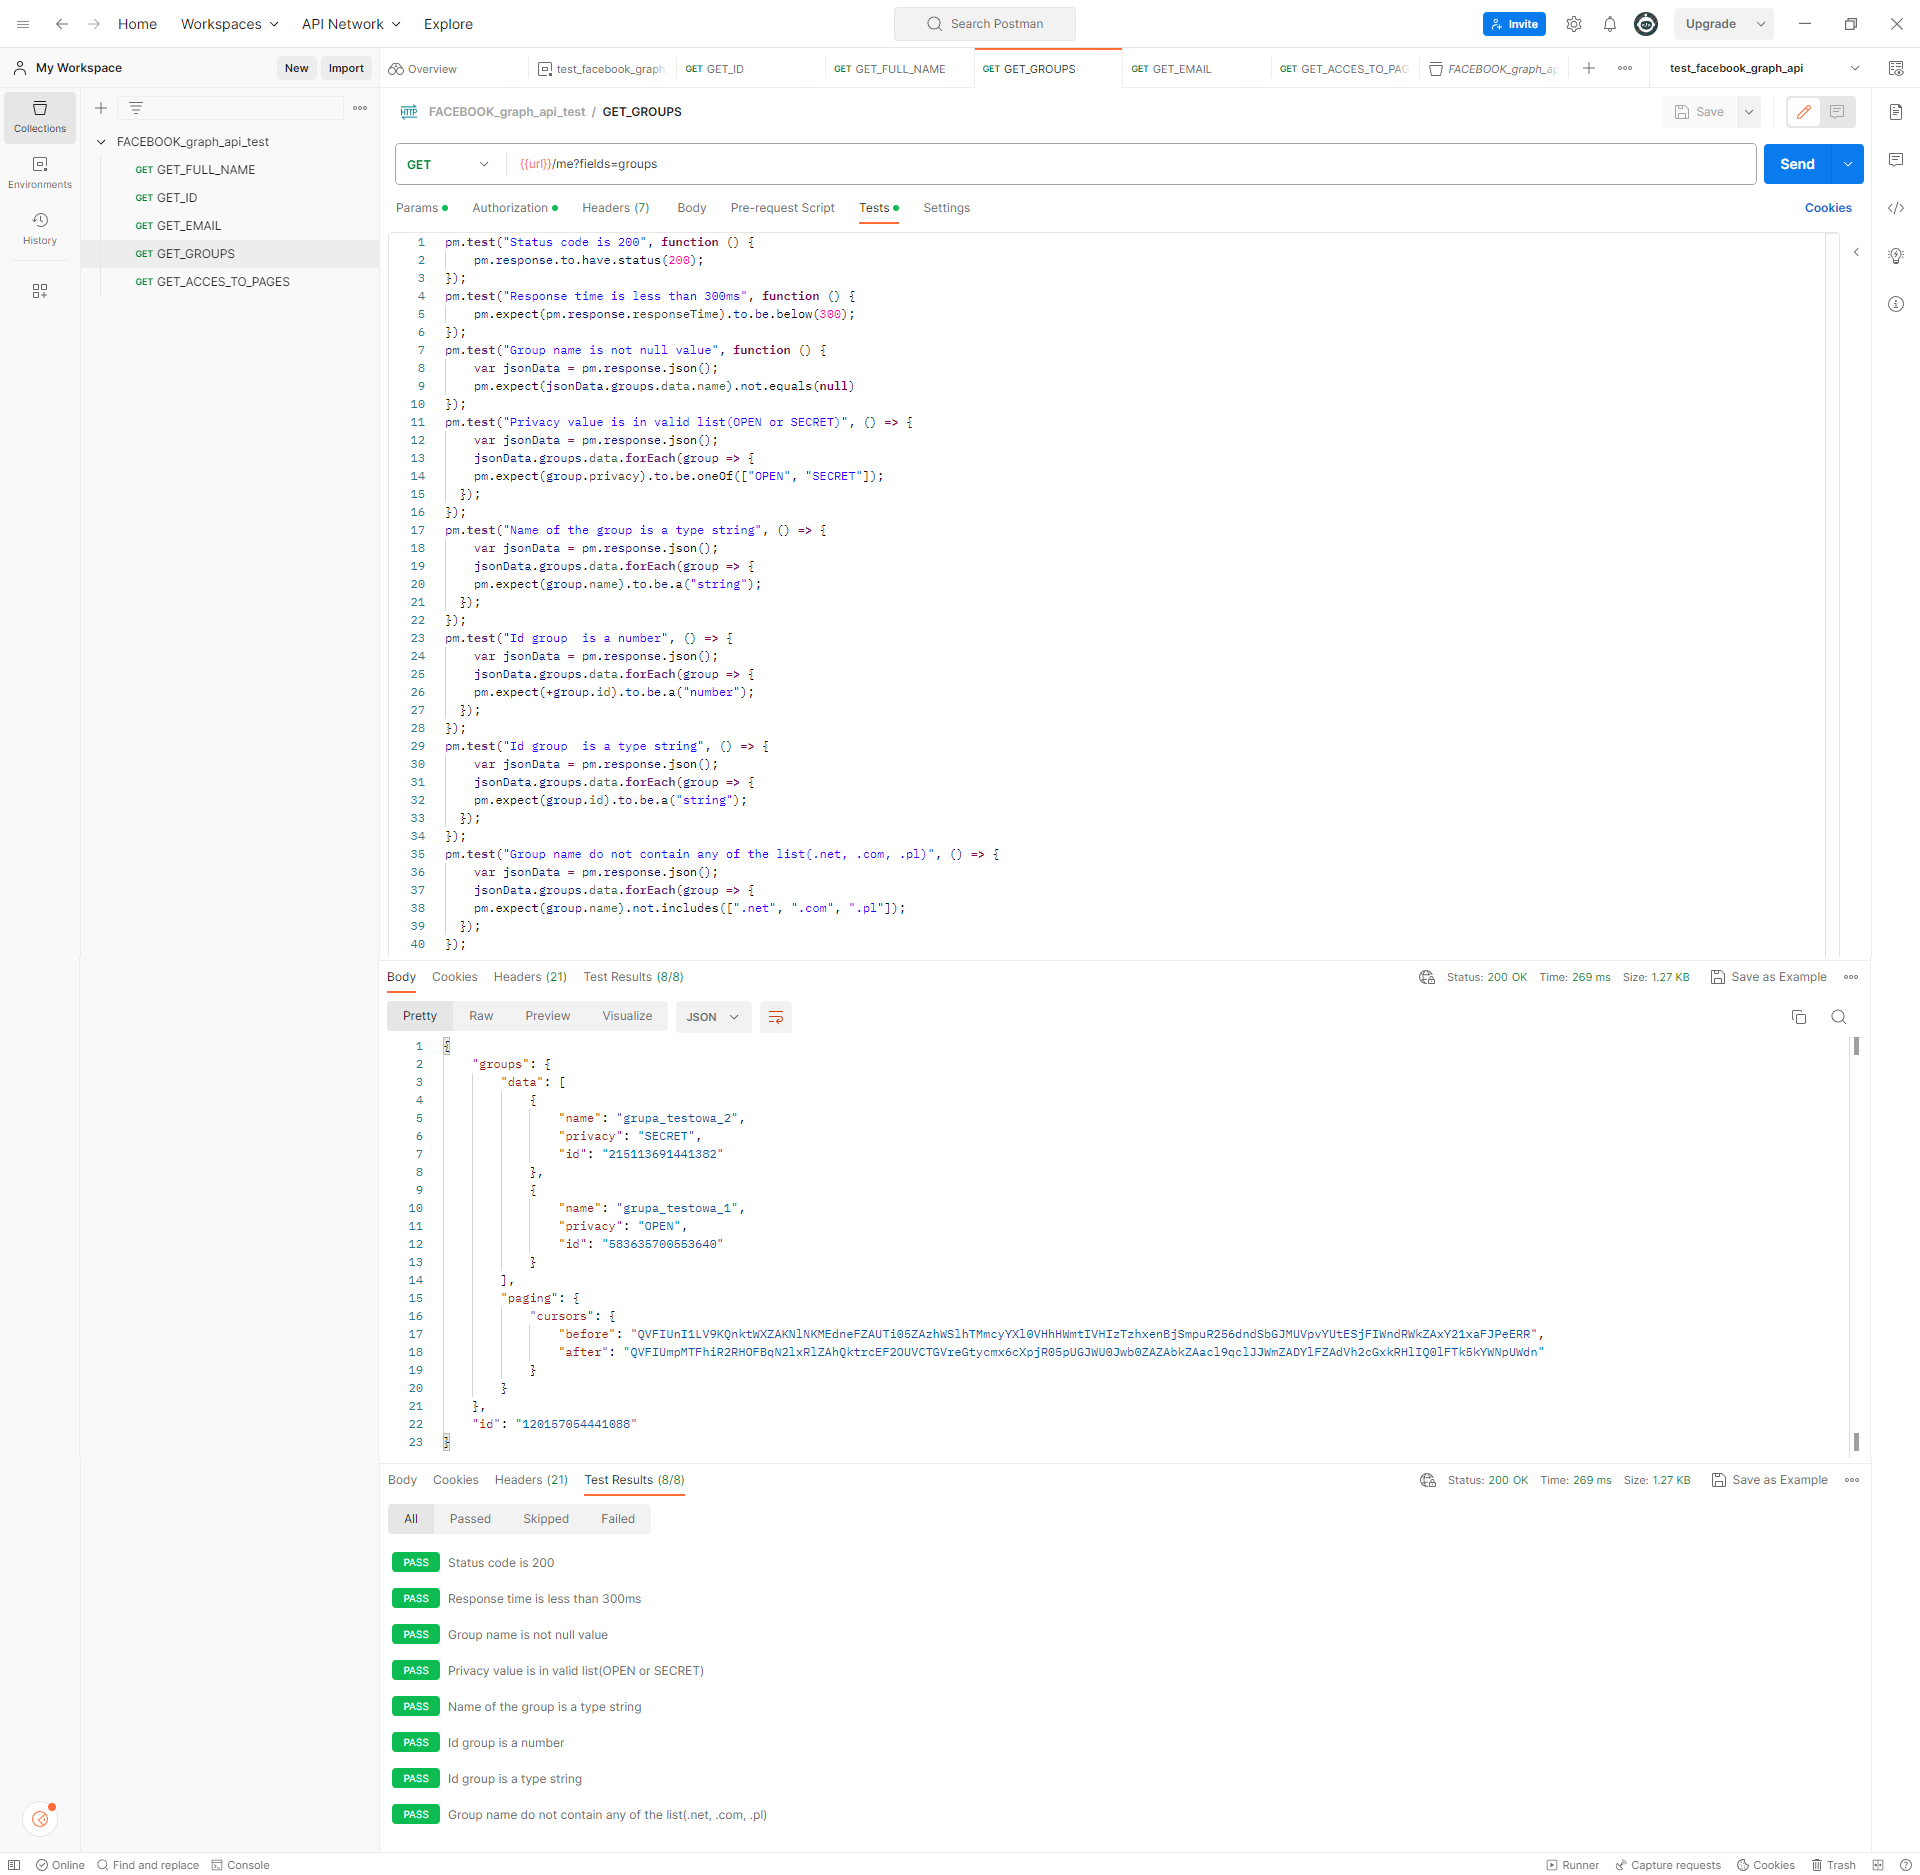 Home Workspaces API Network Explore Search Postman Invite Upgrade
My Workspace New Import Overview test_facebook_graph GET GET_ID GET GET_FULL_NAME GET GET_GROUPS GET GET_EMAIL GET GET_ACCES_TO_PAG FACEBOOK_graph_ap test_facebook_graph_api
Collections
Environments
History
FACEBOOK_graph_api_test
GET GET_FULL_NAME
GET GET_ID
GET GET_EMAIL
GET GET_GROUPS
GET GET_ACCES_TO_PAGES
HTTP FACEBOOK_graph_api_test / GET_GROUPS Save
GET {{url}}/me?fields=groups Send
Params Authorization Headers (7) Body Pre-request Script Tests Settings Cookies
1 pm.test("Status code is 200", function () {
2 pm.response.to.have.status(200);
3 });
4 pm.test("Response time is less than 300ms", function () {
5 pm.expect(pm.response.responseTime).to.be.below(300);
6 });
7 pm.test("Group name is not null value", function () {
8 var jsonData = pm.response.json();
9 pm.expect(jsonData.groups.data.name).not.equals(null)
10 });
11 pm.test("Privacy value is in valid list(OPEN or SECRET)", () => {
12 var jsonData = pm.response.json();
13 jsonData.groups.data.forEach(group => {
14 pm.expect(group.privacy).to.be.oneOf(["OPEN", "SECRET"]);
15 });
16 });
17 pm.test("Name of the group is a type string", () => {
18 var jsonData = pm.response.json();
19 jsonData.groups.data.forEach(group => {
20 pm.expect(group.name).to.be.a("string");
21 });
22 });
23 pm.test("Id group  is a number", () => {
24 var jsonData = pm.response.json();
25 jsonData.groups.data.forEach(group => {
26 pm.expect(+group.id).to.be.a("number");
27 });
28 });
29 pm.test("Id group  is a type string", () => {
30 var jsonData = pm.response.json();
31 jsonData.groups.data.forEach(group => {
32 pm.expect(group.id).to.be.a("string");
33 });
34 });
35 pm.test("Group name do not contain any of the list(.net, .com, .pl)", () => {
36 var jsonData = pm.response.json();
37 jsonData.groups.data.forEach(group => {
38 pm.expect(group.name).not.includes([".net", ".com", ".pl"]);
39 });
40 });
Body Cookies Headers (21) Test Results (8/8) Status: 200 OK Time: 269 ms Size: 1.27 KB Save as Example
Pretty Raw Preview Visualize JSON
1 {
2 "groups": {
3 "data": [
4 {
5 "name": "grupa_testowa_2",
6 "privacy": "SECRET",
7 "id": "215113691441382"
8 },
9 {
10 "name": "grupa_testowa_1",
11 "privacy": "OPEN",
12 "id": "583635700553640"
13 }
14 ],
15 "paging": {
16 "cursors": {
17 "before": "QVFIUnI1LV9KQnktWXZAKNlNKMEdneFZAUTi05ZAzhWSlhTMmcyYXl0VHhHWmtIVHIzTzhxenBjSmpuR256dndSbGJMUVpvYUtESjFIWndRWkZAxY21xaFJPeERR",
18 "after": "QVFIUmpMTFhiR2RHOFBqN2lxRlZAhQktrcEF2OUVCTGVreGtycmx6cXpjR05pUGJWU0Jwb0ZAZAbkZAacl9qclJJWmZADYlFZAdVh2cGxkRHlIQ0lFTk5kYWNpUWdn"
19 }
20 }
21 },
22 "id": "120157054441088"
23 }
Body Cookies Headers (21) Test Results (8/8) Status: 200 OK Time: 269 ms Size: 1.27 KB Save as Example
All Passed Skipped Failed
PASS Status code is 200
PASS Response time is less than 300ms
PASS Group name is not null value
PASS Privacy value is in valid list(OPEN or SECRET)
PASS Name of the group is a type string
PASS Id group is a number
PASS Id group is a type string
PASS Group name do not contain any of the list(.net, .com, .pl)
Online Find and replace Console Runner Capture requests Cookies Trash